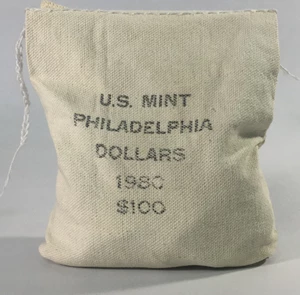 U.S. MINT
PHILADELPHIA
DOLLARS
1980
$100